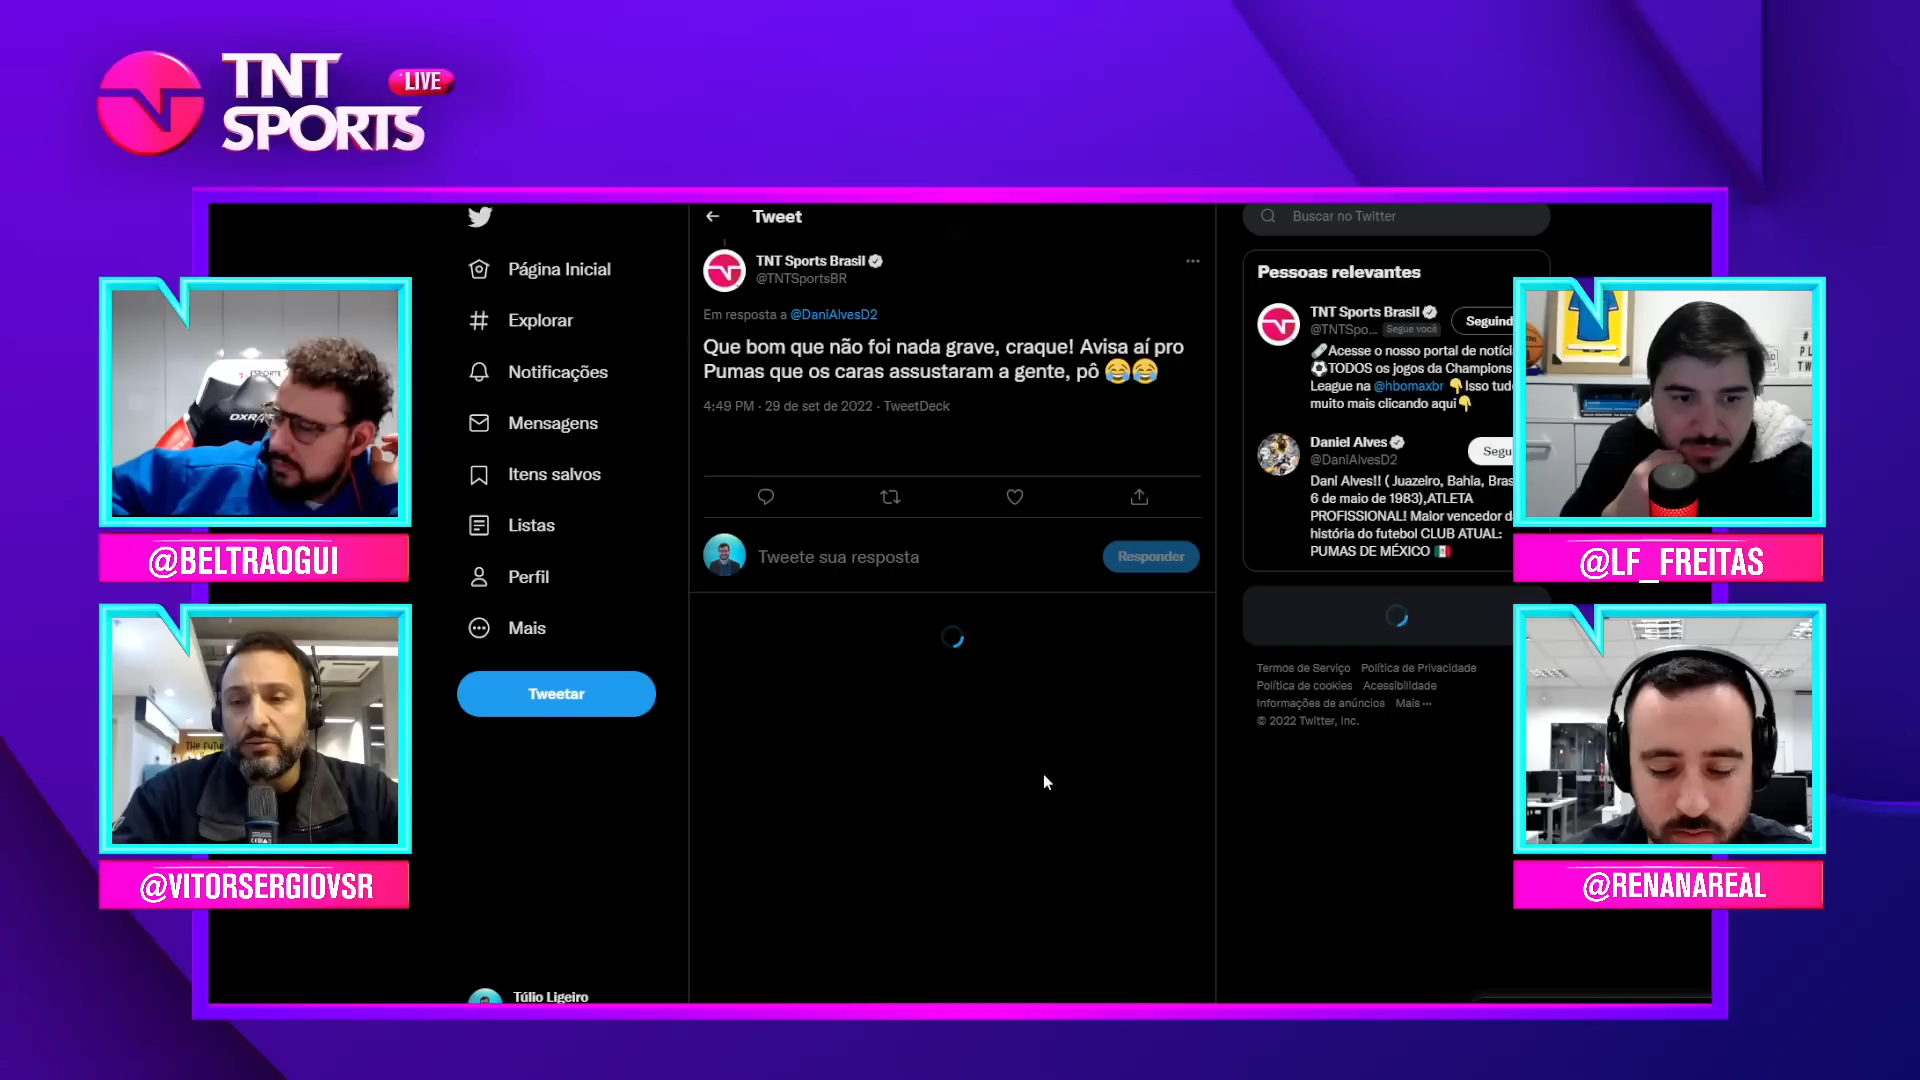 TNT
SPORTS
LIVE
Tweet
Buscar no Twitter
Página Inicial
Explorar
Notificações
Mensagens
Itens salvos
Listas
Perfil
Mais
Tweetar
Túlio Ligeiro
TNT Sports Brasil
@TNTSportsBR
Em resposta a @DaniAlvesD2
Que bom que não foi nada grave, craque! Avisa aí pro
Pumas que os caras assustaram a gente, pô 😂😂
4:49 PM · 29 de set de 2022 · TweetDeck
Tweete sua resposta
Responder
Pessoas relevantes
TNT Sports Brasil
@TNTSpo... Segue você
Seguind
Acesse o nosso portal de notíci
⚽TODOS os jogos da Champions
League na @hbomaxbr 👇Isso tud
muito mais clicando aqui👇
Daniel Alves
@DaniAlvesD2
Segu
Dani Alves!! ( Juazeiro, Bahia, Bras
6 de maio de 1983),ATLETA
PROFISSIONAL! Maior vencedor d
história do futebol CLUB ATUAL:
PUMAS DE MÉXICO 🇲🇽
Termos de Serviço Política de Privacidade
Política de cookies Acessibilidade
Informações de anúncios Mais ···
© 2022 Twitter, Inc.
DXRA
@BELTRAOGUI
@VITORSERGIOVSR
@LF_FREITAS
@RENANAREAL